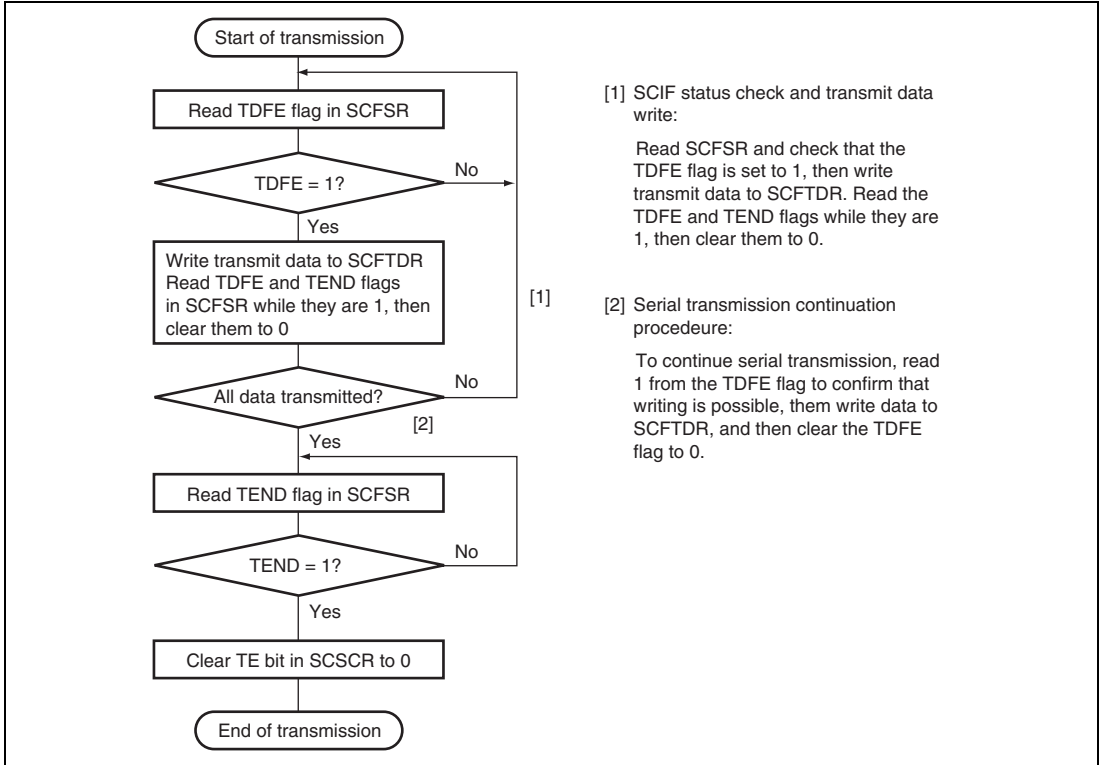 Start of transmission
Read TDFE flag in SCFSR
TDFE = 1?
No
Yes
Write transmit data to SCFTDR
Read TDFE and TEND flags
in SCFSR while they are 1, then
clear them to 0
[1]
All data transmitted?
No
[2]
Yes
Read TEND flag in SCFSR
TEND = 1?
No
Yes
Clear TE bit in SCSCR to 0
End of transmission
[1] SCIF status check and transmit data
write:
Read SCFSR and check that the
TDFE flag is set to 1, then write
transmit data to SCFTDR. Read the
TDFE and TEND flags while they are
1, then clear them to 0.
[2] Serial transmission continuation
procedeure:
To continue serial transmission, read
1 from the TDFE flag to confirm that
writing is possible, them write data to
SCFTDR, and then clear the TDFE
flag to 0.